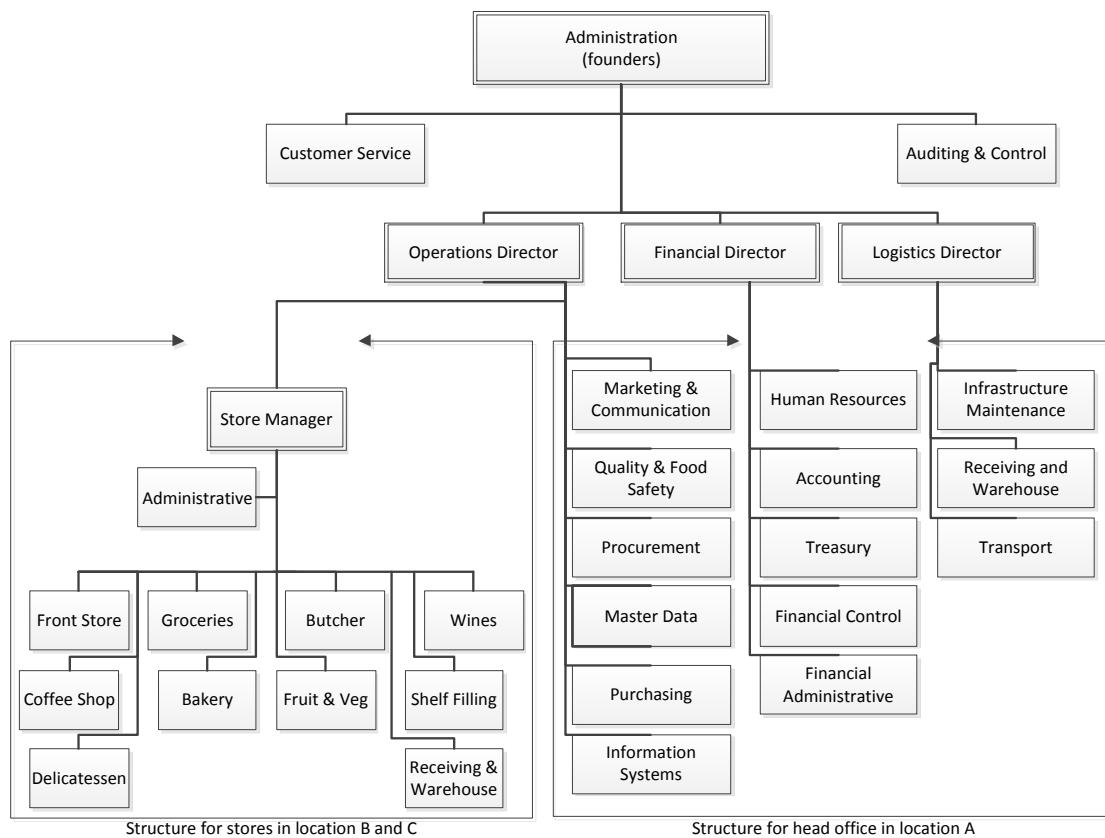 Administration
(founders)
Customer Service
Auditing & Control
Operations Director
Financial Director
Logistics Director
Store Manager
Administrative
Front Store
Groceries
Butcher
Wines
Coffee Shop
Bakery
Fruit & Veg
Shelf Filling
Delicatessen
Receiving &
Warehouse
Structure for stores in location B and C
Marketing &
Communication
Quality & Food
Safety
Procurement
Master Data
Purchasing
Information
Systems
Human Resources
Accounting
Treasury
Financial Control
Financial
Administrative
Infrastructure
Maintenance
Receiving and
Warehouse
Transport
Structure for head office in location A